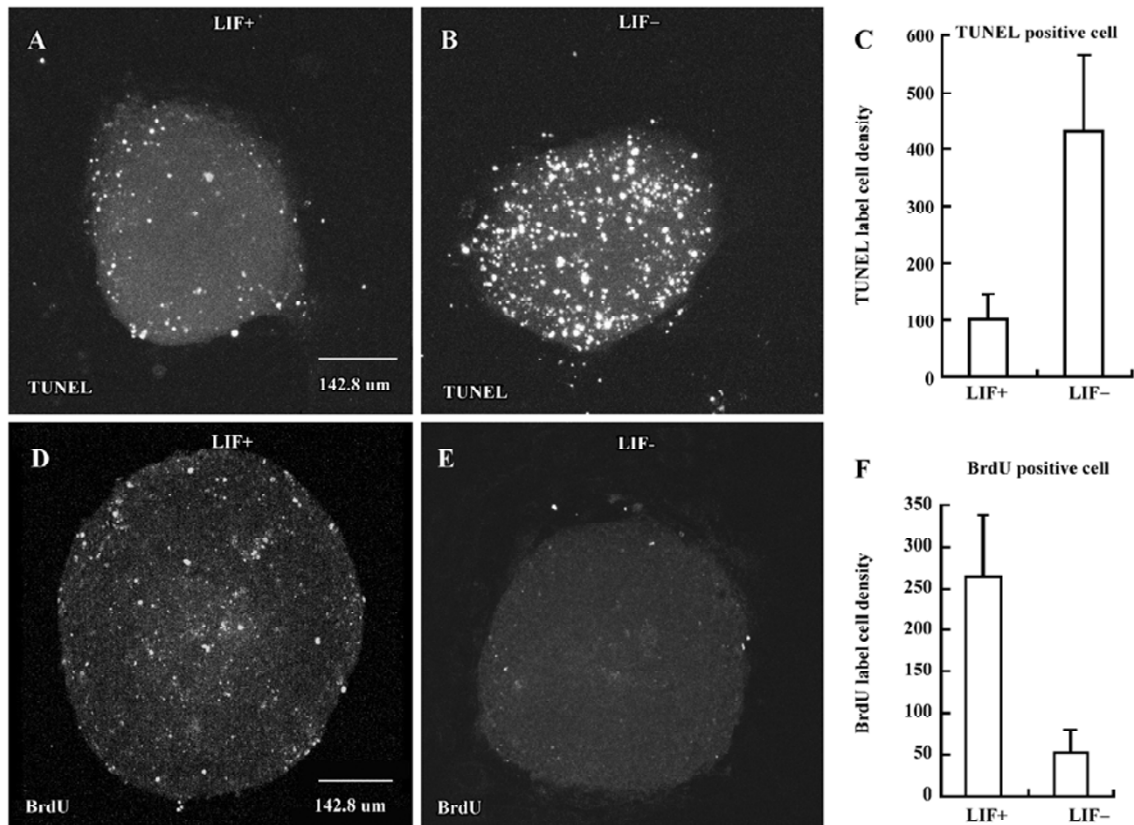 A
LIF+
TUNEL
142.8 um
B
LIF−
TUNEL
C
TUNEL positive cell
TUNEL label cell density
600
500
400
300
200
100
0
LIF+
LIF−
D
LIF+
BrdU
142.8 um
E
LIF-
BrdU
F
BrdU positive cell
BrdU label cell density
350
300
250
200
150
100
50
0
LIF+
LIF−